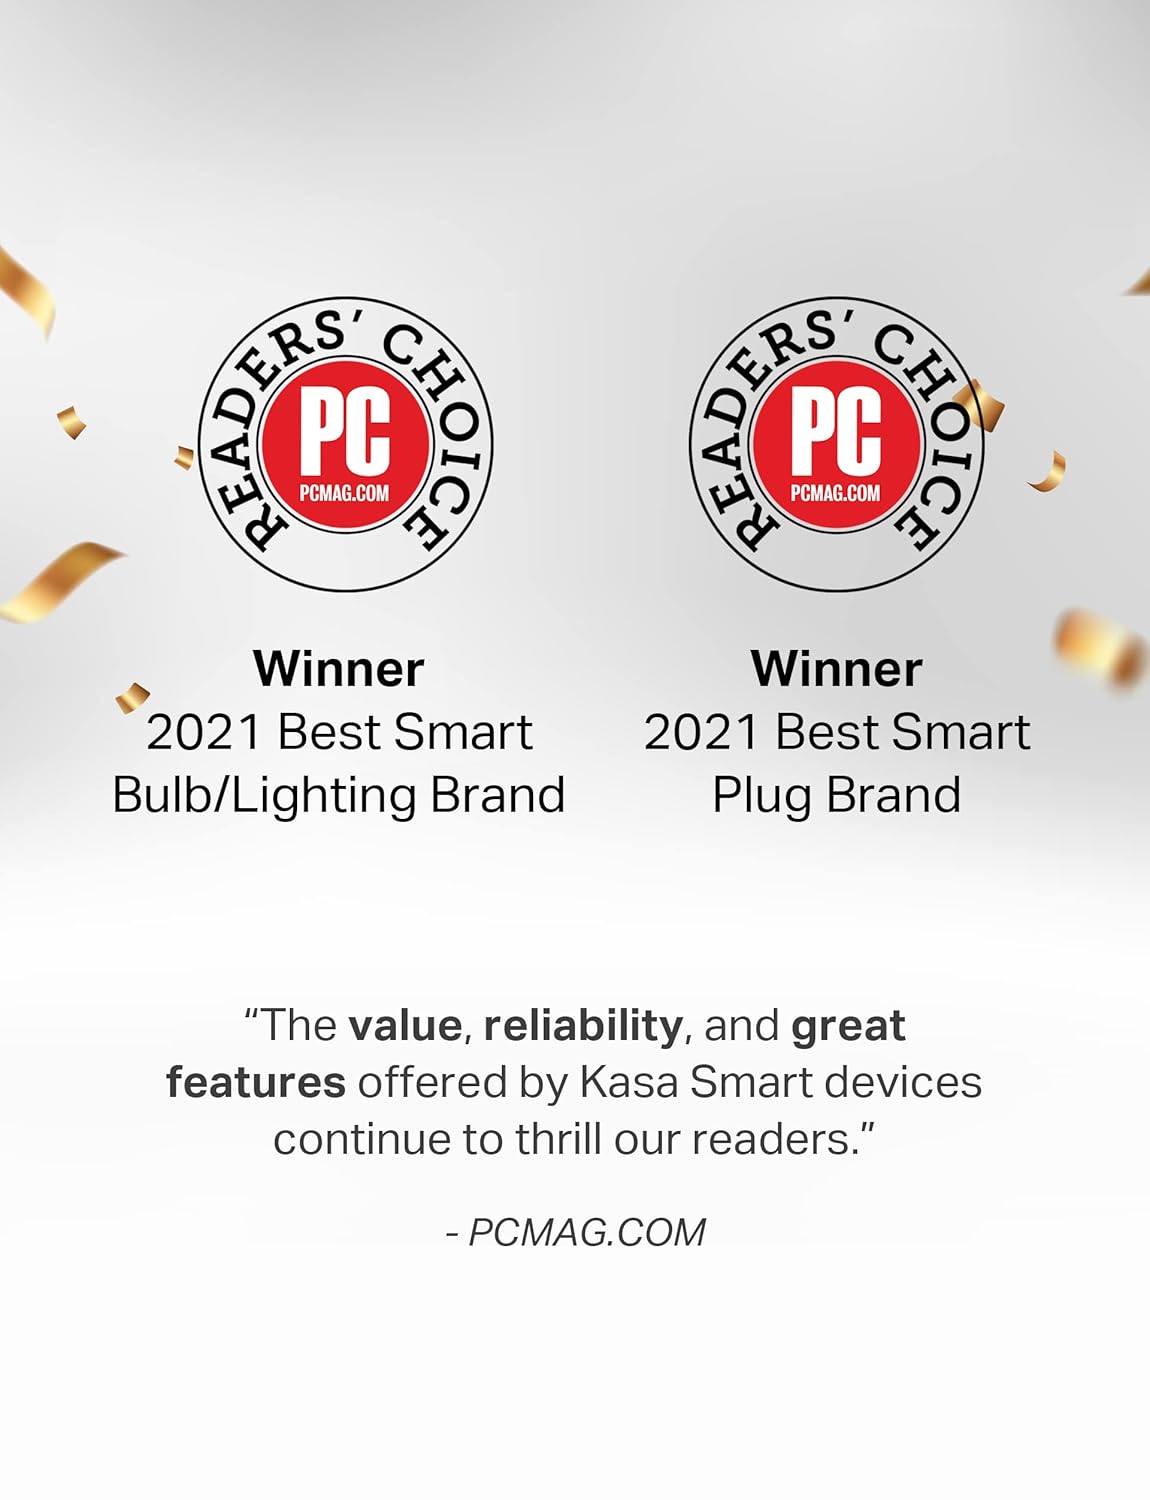 READERS' CHOICE
PC
PCMAG.COM
READERS' CHOICE
PC
PCMAG.COM
Winner
2021 Best Smart
Bulb/Lighting Brand
Winner
2021 Best Smart
Plug Brand
“The value, reliability, and great
features offered by Kasa Smart devices
continue to thrill our readers.”
- PCMAG.COM